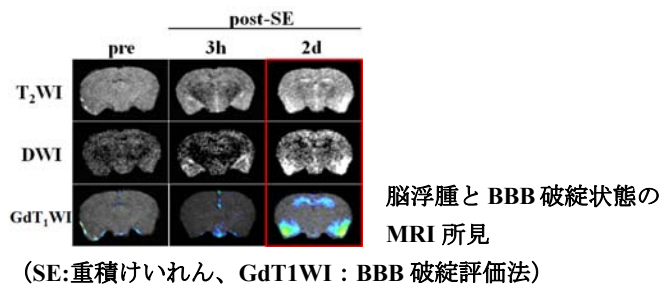 post-SE
pre 3h 2d
T₂WI
DWI
GdT₁WI
脳浮腫と BBB 破綻状態の
MRI 所見
（SE:重積けいれん、GdT1WI：BBB 破綻評価法）